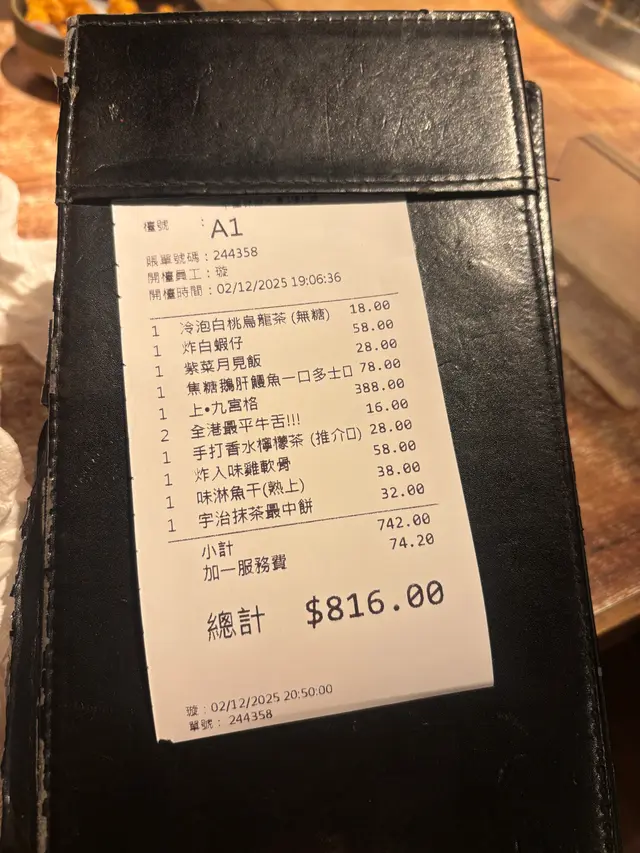 檯號 : A1
賬單號碼 : 244358
開檯員工 : 璇
開檯時間 : 02/12/2025 19:06:36
1 冷泡白桃烏龍茶 (無糖) 18.00
1 炸白蝦仔 58.00
1 紫菜月見飯 28.00
1 焦糖鵝肝鰻魚一口多士□ 78.00
1 上•九宮格 388.00
2 全港最平牛舌!!! 16.00
1 手打香水檸檬茶 (推介□) 28.00
1 炸入味雞軟骨 58.00
1 味淋魚干(熟上) 38.00
1 宇治抹茶最中餅 32.00
小計 742.00
加一服務費 74.20
總計 $816.00
璇 : 02/12/2025 20:50:00
單號 : 244358